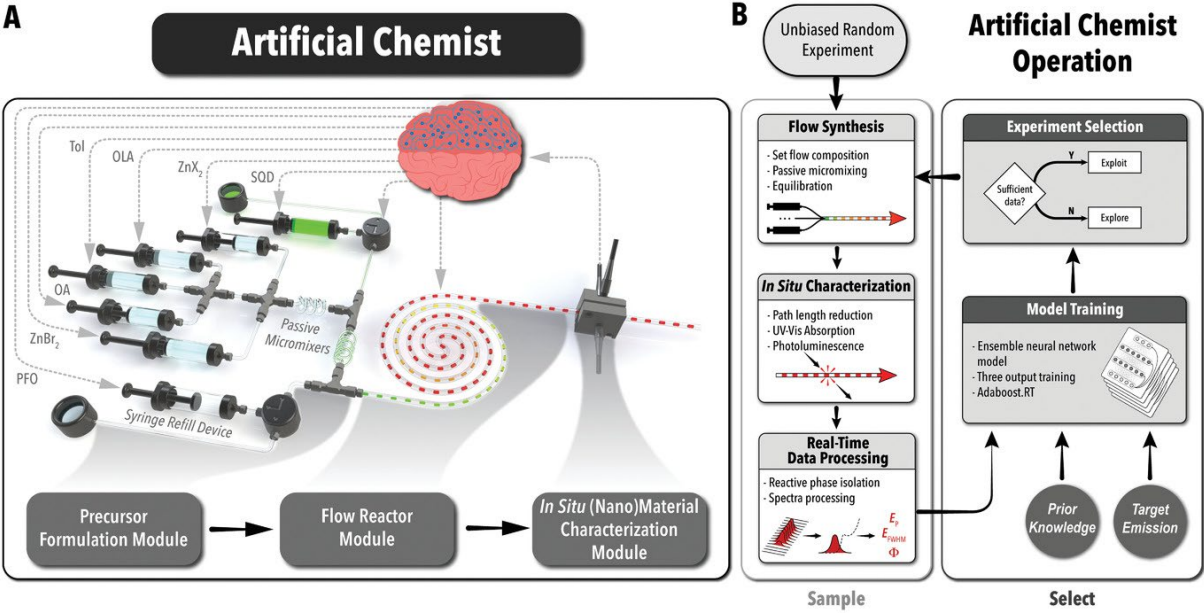 A
Artificial Chemist
Tol
OLA
ZnX2
SQD
OA
ZnBr2
PFO
Passive
Micromixers
Syringe Refill Device
Precursor
Formulation Module
Flow Reactor
Module
In Situ (Nano)Material
Characterization
Module
B
Unbiased Random
Experiment
Artificial Chemist
Operation
Flow Synthesis
- Set flow composition
- Passive micromixing
- Equilibration
...
In Situ Characterization
- Path length reduction
- UV-Vis Absorption
- Photoluminescence
Real-Time
Data Processing
- Reactive phase isolation
- Spectra processing
EP
EFWHM
Φ
Sample
Experiment Selection
Sufficient
data?
Y
Exploit
N
Explore
Model Training
- Ensemble neural network
model
- Three output training
- Adaboost.RT
Prior
Knowledge
Target
Emission
Select